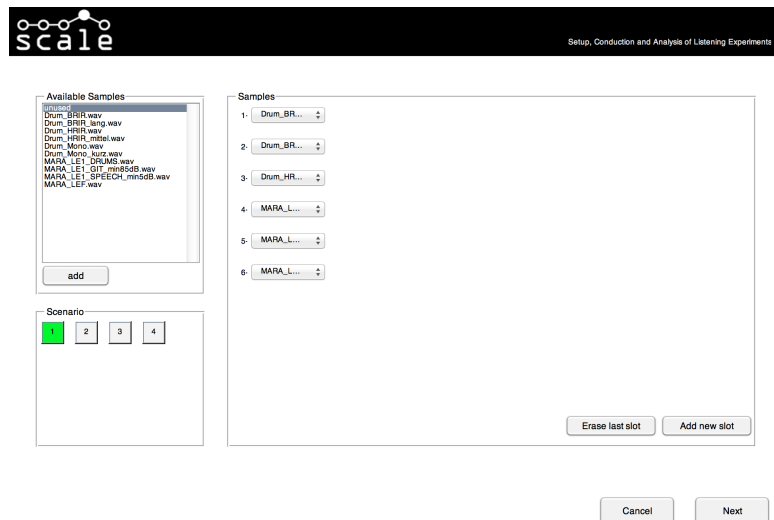 scale
Setup, Conduction and Analysis of Listening Experiments
Available Samples
unused
Drum_BRIR.wav
Drum_BRIR_lang.wav
Drum_HRIR.wav
Drum_HRIR_mittel.wav
Drum_Mono.wav
Drum_Mono_kurz.wav
MARA_LE1_DRUMS.wav
MARA_LE1_GIT_min85dB.wav
MARA_LE1_SPEECH_min5dB.wav
MARA_LEF.wav
add
Scenario
1 2 3 4
Samples
1. Drum_BR...
2. Drum_BR...
3. Drum_HR...
4. MARA_L...
5. MARA_L...
6. MARA_L...
Erase last slot Add new slot
Cancel Next